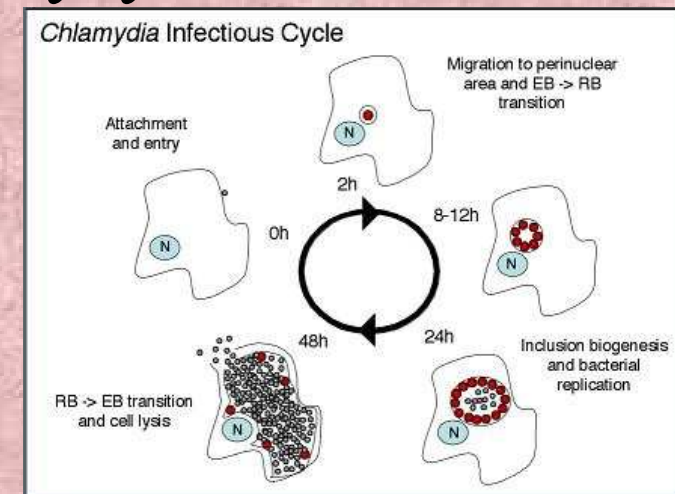 Chlamydia Infectious Cycle
Migration to perinuclear
area and EB -> RB
transition
Attachment
and entry
N
2h
0h
N
8-12h
N
48h
24h
Inclusion biogenesis
and bacterial
replication
RB -> EB transition
and cell lysis
N
N